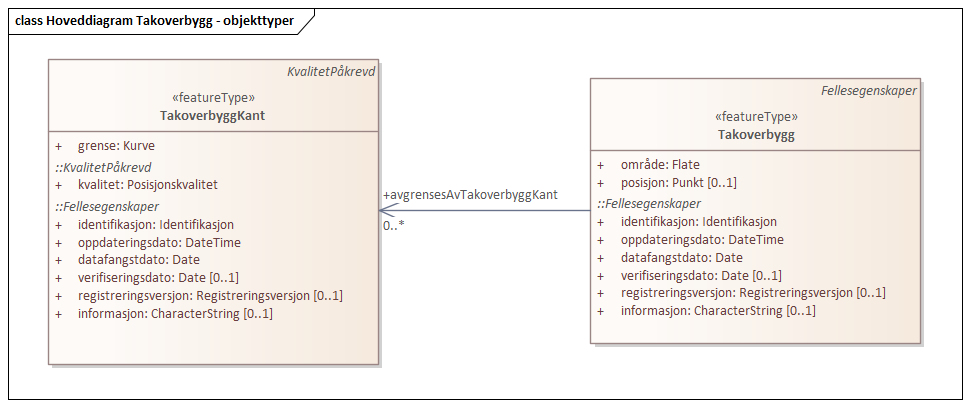 class Hoveddiagram Takoverbygg - objekttyper
KvalitetPåkrevd
«featureType»
TakoverbyggKant
+ grense: Kurve
::KvalitetPåkrevd
+ kvalitet: Posisjonskvalitet
::Fellesegenskaper
+ identifikasjon: Identifikasjon
+ oppdateringsdato: DateTime
+ datafangstdato: Date
+ verifiseringsdato: Date [0..1]
+ registreringsversjon: Registreringsversjon [0..1]
+ informasjon: CharacterString [0..1]
+avgrensesAvTakoverbyggKant
0..*
Fellesegenskaper
«featureType»
Takoverbygg
+ område: Flate
+ posisjon: Punkt [0..1]
::Fellesegenskaper
+ identifikasjon: Identifikasjon
+ oppdateringsdato: DateTime
+ datafangstdato: Date
+ verifiseringsdato: Date [0..1]
+ registreringsversjon: Registreringsversjon [0..1]
+ informasjon: CharacterString [0..1]